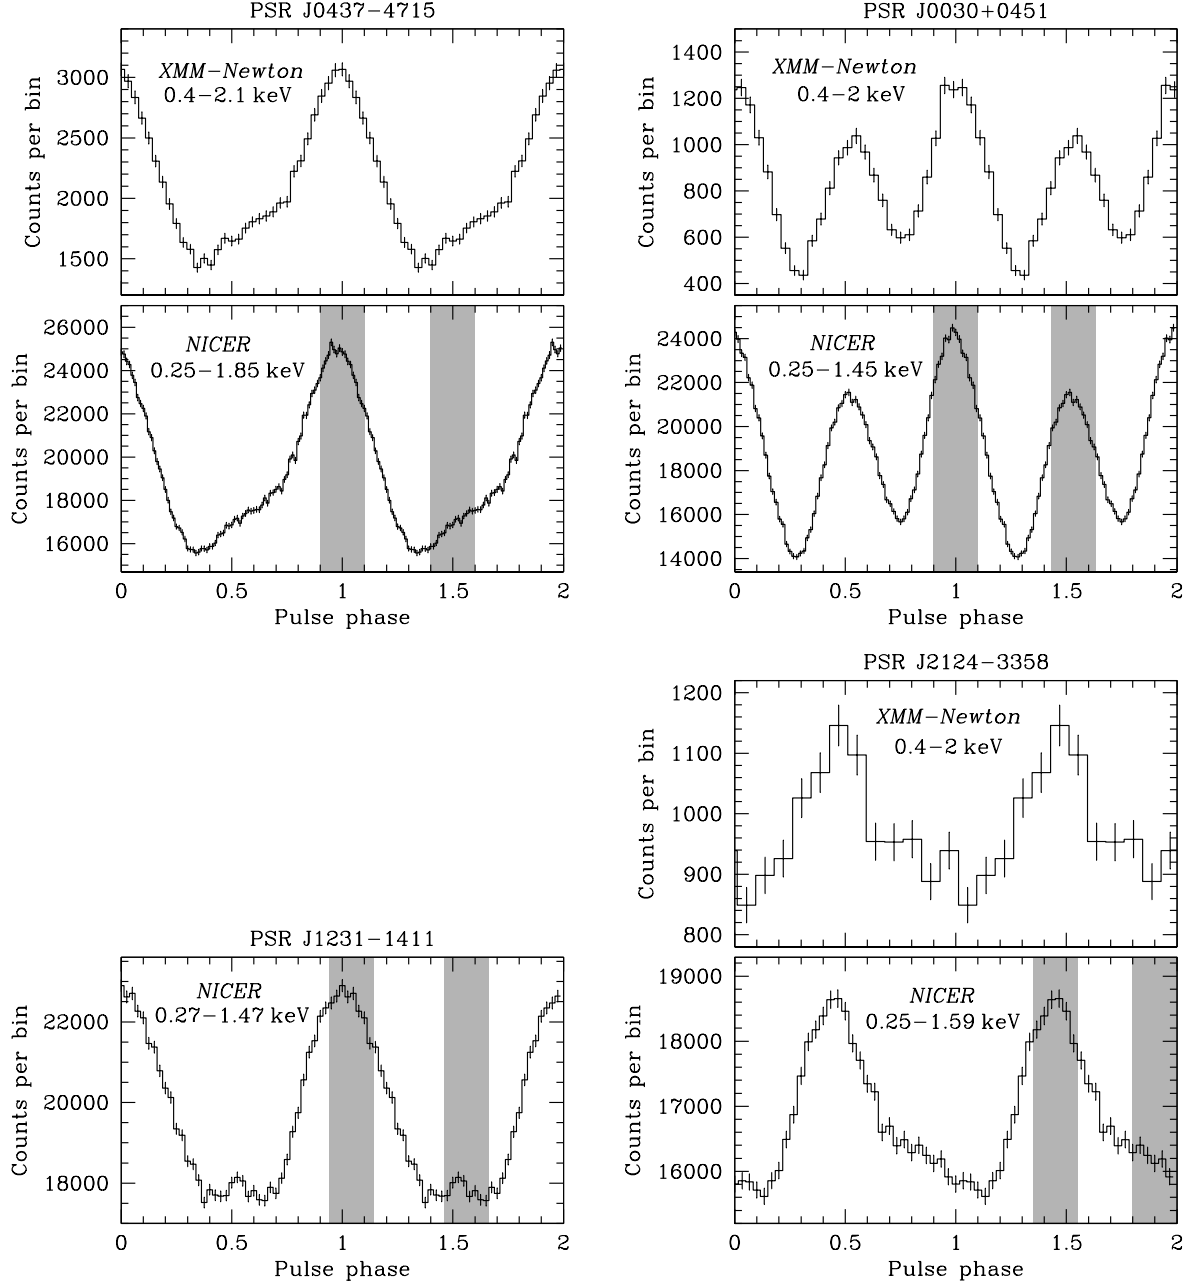 PSR J0437−4715
XMM−Newton
0.4−2.1 keV
Counts per bin
3000
2500
2000
1500
NICER
0.25−1.85 keV
Counts per bin
26000
24000
22000
20000
18000
16000
0 0.5 1 1.5 2
Pulse phase
PSR J0030+0451
XMM−Newton
0.4−2 keV
Counts per bin
1400
1200
1000
800
600
400
NICER
0.25−1.45 keV
Counts per bin
24000
22000
20000
18000
16000
14000
0 0.5 1 1.5 2
Pulse phase
PSR J1231−1411
NICER
0.27−1.47 keV
Counts per bin
22000
20000
18000
0 0.5 1 1.5 2
Pulse phase
PSR J2124−3358
XMM−Newton
0.4−2 keV
Counts per bin
1200
1100
1000
900
800
NICER
0.25−1.59 keV
Counts per bin
19000
18000
17000
16000
0 0.5 1 1.5 2
Pulse phase